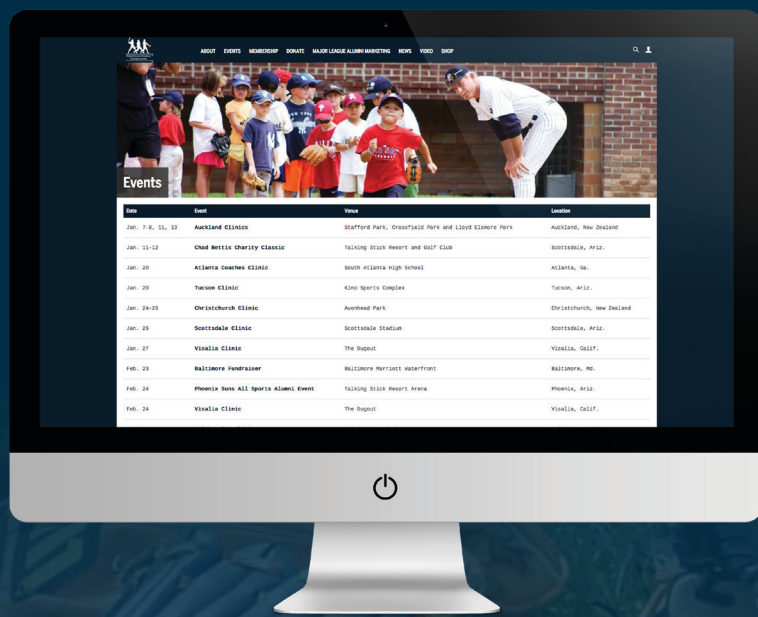 ABOUT EVENTS MEMBERSHIP DONATE MAJOR LEAGUE ALUMNI MARKETING NEWS VIDEO SHOP
Events
Date Event Venue Location
Jan. 7-8, 11, 13 Auckland Clinics Stafford Park, Crossfield Park and Lloyd Elsmore Park Auckland, New Zealand
Jan. 11-12 Chad Bettis Charity Classic Talking Stick Resort and Golf Club Scottsdale, Ariz.
Jan. 20 Atlanta Coaches Clinic South Atlanta High School Atlanta, Ga.
Jan. 20 Tucson Clinic Kino Sports Complex Tucson, Ariz.
Jan. 24-26 Christchurch Clinic Avonhead Park Christchurch, New Zealand
Jan. 26 Scottsdale Clinic Scottsdale Stadium Scottsdale, Ariz.
Jan. 27 Visalia Clinic The Dugout Visalia, Calif.
Feb. 23 Baltimore Fundraiser Baltimore Marriott Waterfront Baltimore, Md.
Feb. 24 Phoenix Suns All Sports Alumni Event Talking Stick Resort Arena Phoenix, Ariz.
Feb. 24 Visalia Clinic The Dugout Visalia, Calif.